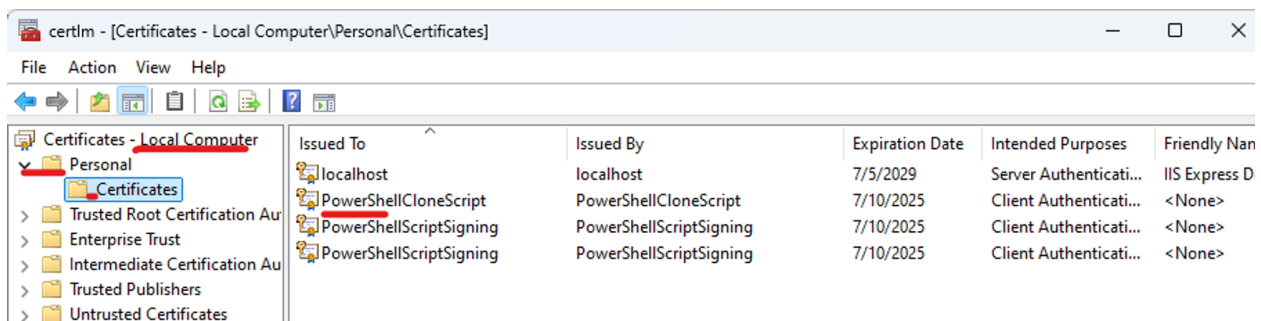 certlm - [Certificates - Local Computer\Personal\Certificates]
File Action View Help
Certificates - Local Computer
Personal
Certificates
Trusted Root Certification Au
Enterprise Trust
Intermediate Certification Au
Trusted Publishers
Untrusted Certificates
Issued To Issued By Expiration Date Intended Purposes Friendly Nan
localhost localhost 7/5/2029 Server Authenticati... IIS Express D
PowerShellCloneScript PowerShellCloneScript 7/10/2025 Client Authenticati... <None>
PowerShellScriptSigning PowerShellScriptSigning 7/10/2025 Client Authenticati... <None>
PowerShellScriptSigning PowerShellScriptSigning 7/10/2025 Client Authenticati... <None>